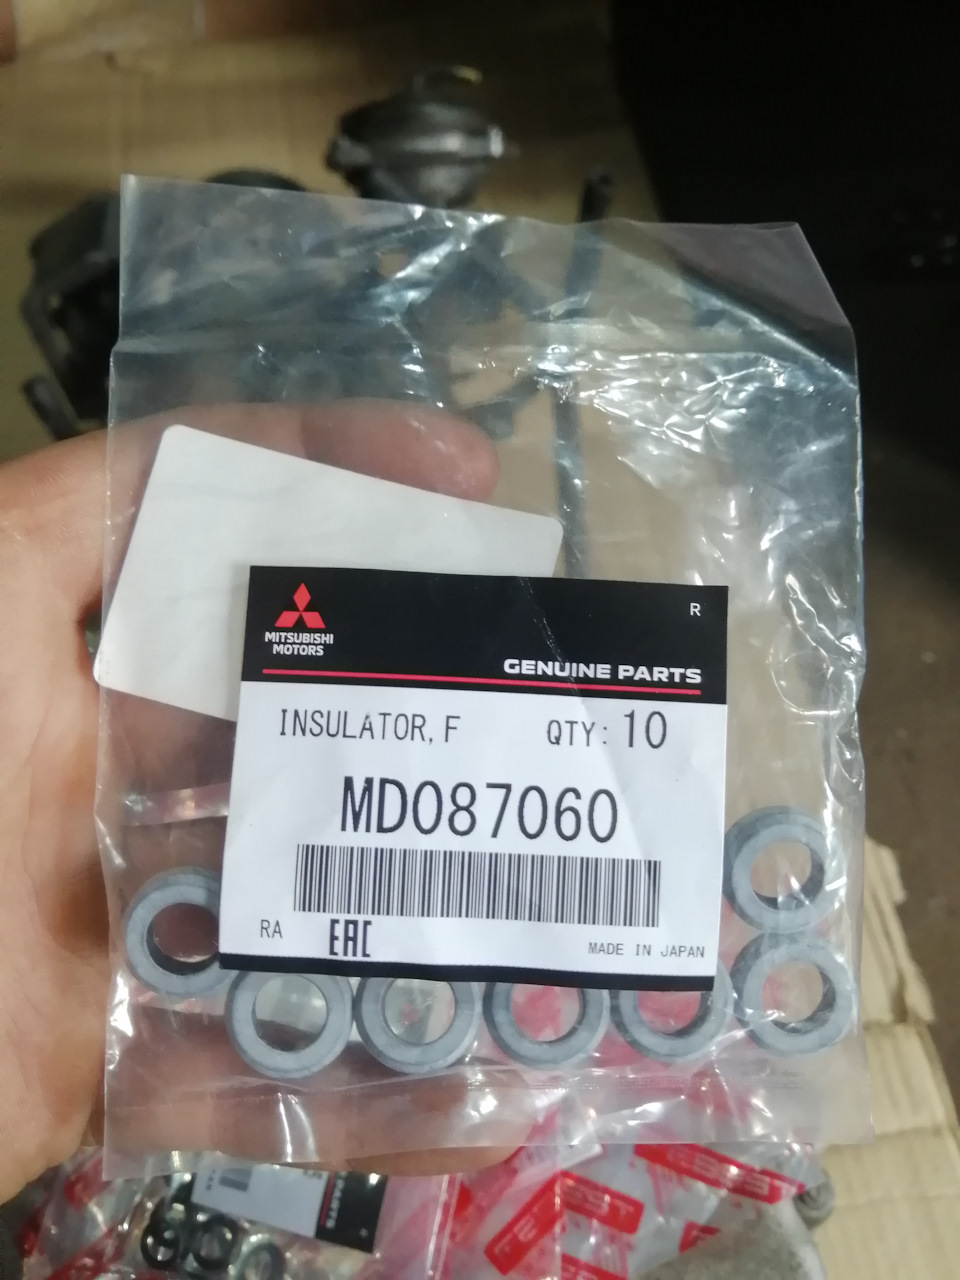 R
MITSUBISHI
MOTORS
GENUINE PARTS
INSULATOR, F QTY: 10
MD087060
RA EAC MADE IN JAPAN